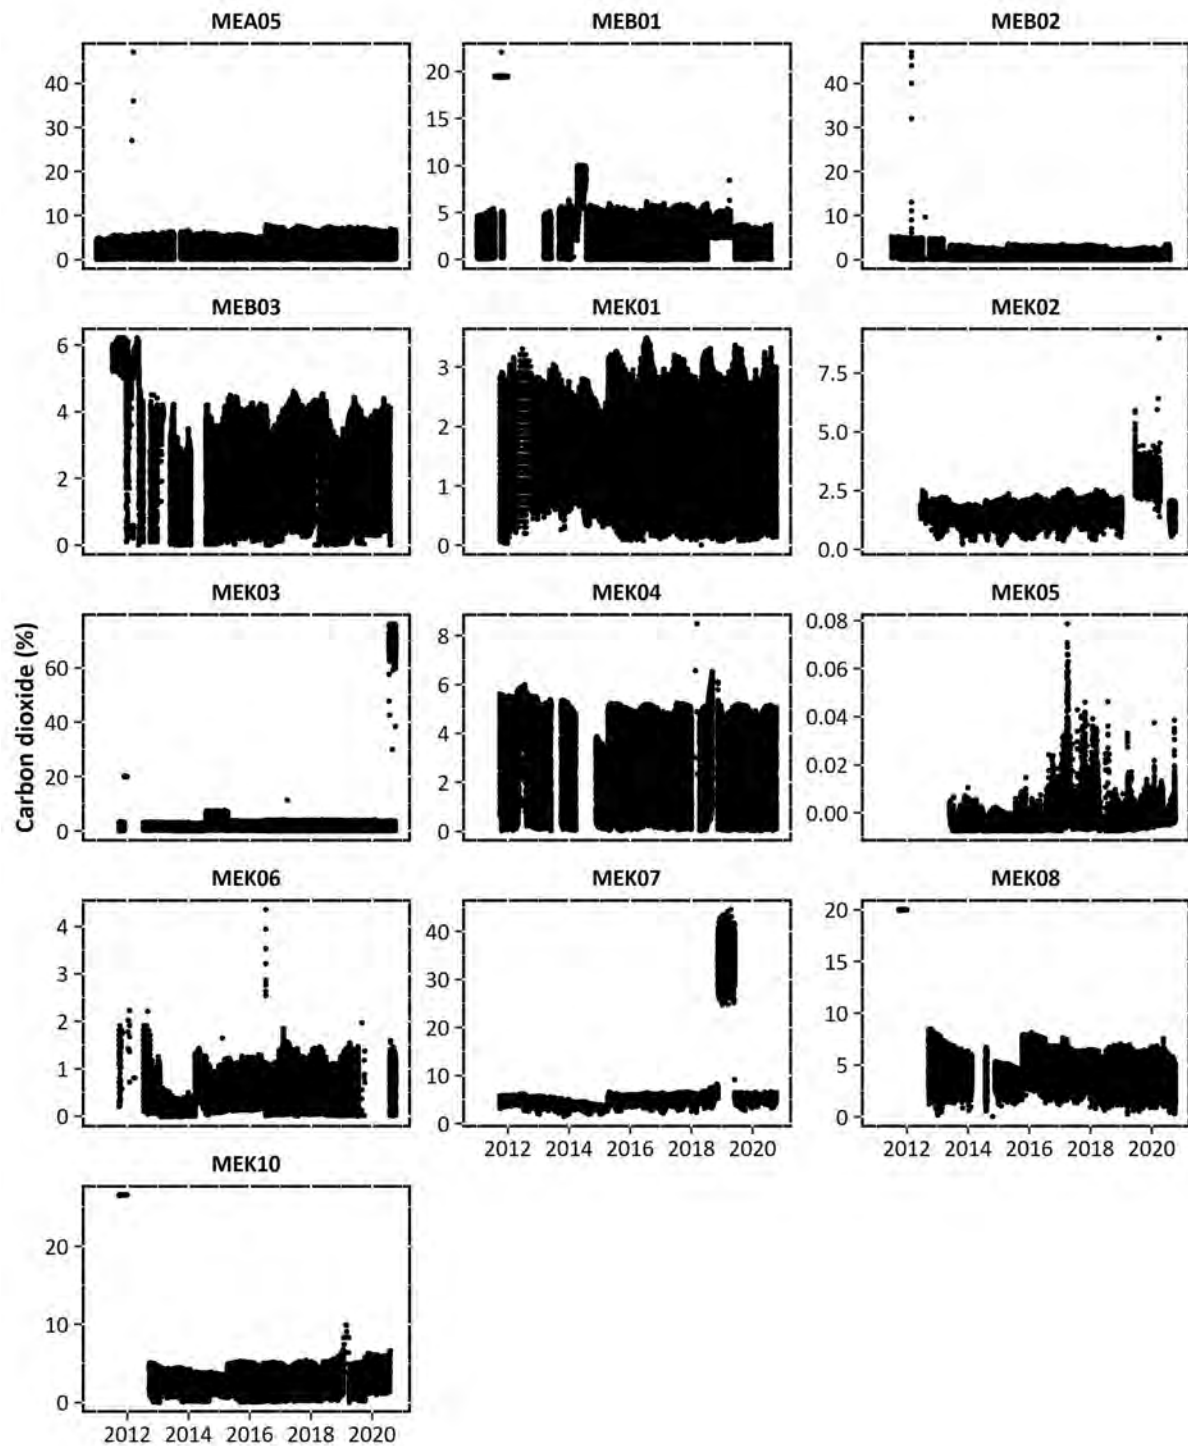 MEA05 MEB01 MEB02
40 20 40
30 15 30
20 10 20
10 5 10
0 0 0
MEB03 MEK01 MEK02
6 3 7.5
4 2 5.0
2 1 2.5
0 0 0.0
MEK03 MEK04 MEK05
Carbon dioxide (%)
60 8 0.08
40 6 0.06
20 4 0.04
0 2 0.02
0 0.00
MEK06 MEK07 MEK08
4 40 20
3 30 15
2 20 10
1 10 5
0 0 0
2012 2014 2016 2018 2020 2012 2014 2016 2018 2020
MEK10
20
10
0
2012 2014 2016 2018 2020